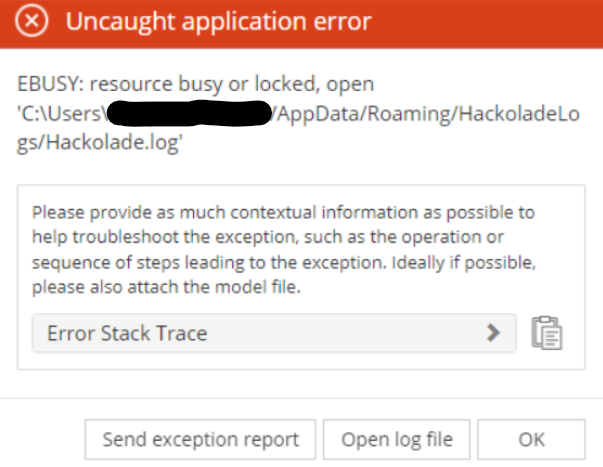 Uncaught application error
EBUSY: resource busy or locked, open
'C:\Users\/AppData/Roaming/HackoladeLo
gs/Hackolade.log'
Please provide as much contextual information as possible to
help troubleshoot the exception, such as the operation or
sequence of steps leading to the exception. Ideally if possible,
please also attach the model file.
Error Stack Trace
Send exception report
Open log file
OK